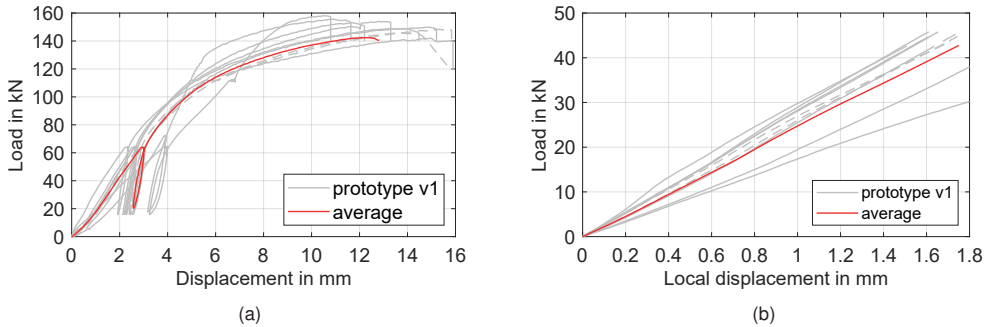 160
140
120
100
80
60
40
20
0
Load in kN
0 2 4 6 8 10 12 14 16
Displacement in mm
prototype v1
average
(a)
50
40
30
20
10
0
Load in kN
0 0.2 0.4 0.6 0.8 1.0 1.2 1.4 1.6 1.8
Local displacement in mm
prototype v1
average
(b)